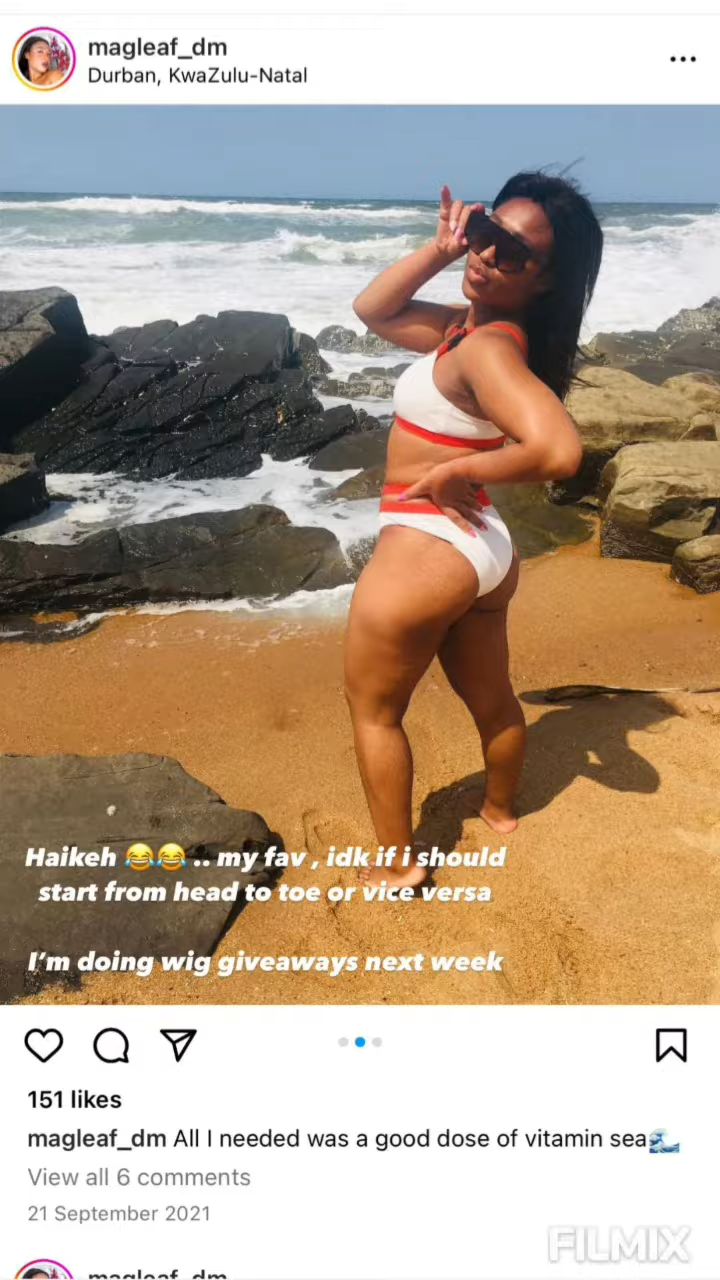 magleaf_dm
Durban, KwaZulu-Natal
Haikeh 😂😂 .. my fav , idk if i should
start from head to toe or vice versa
I'm doing wig giveaways next week
151 likes
magleaf_dm All I needed was a good dose of vitamin sea🌊
View all 6 comments
21 September 2021
FILMIX
magleaf_dm